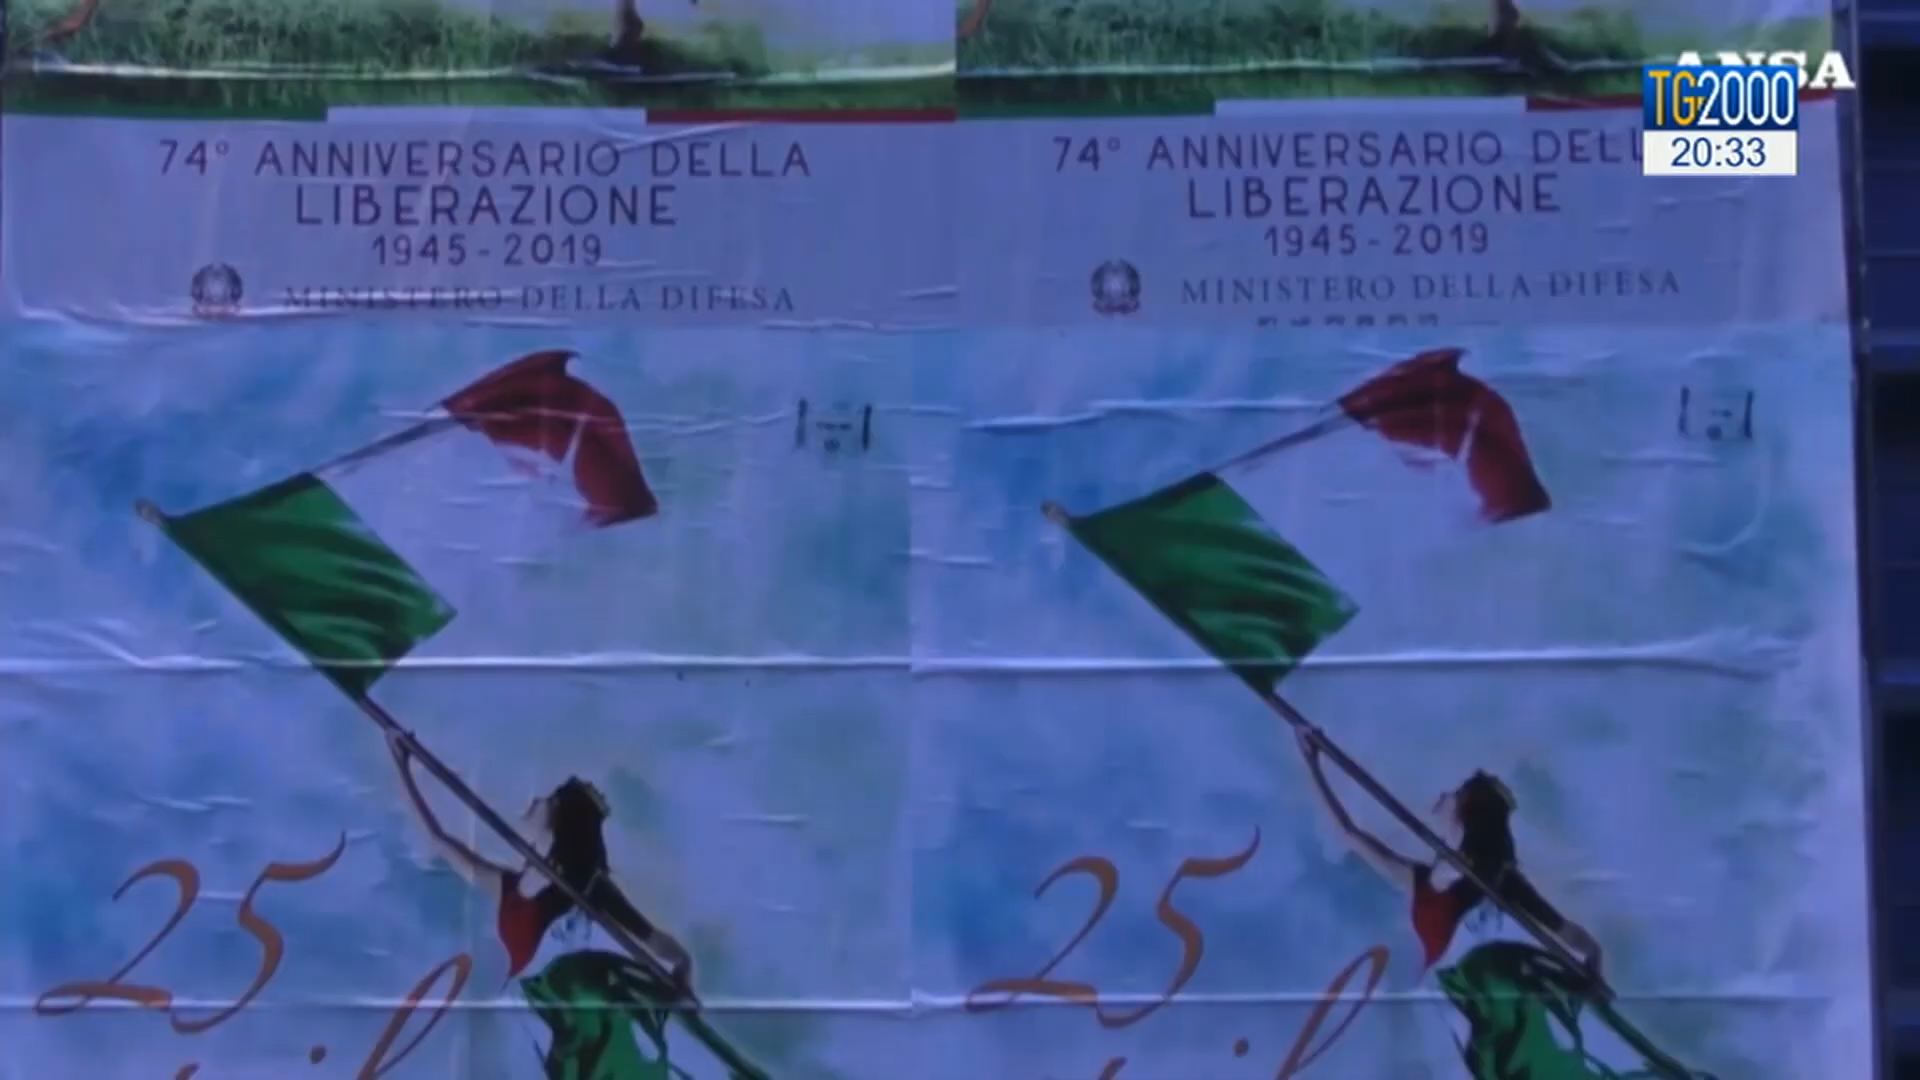 ANSA
TG2000
20:33
74° ANNIVERSARIO DELLA
LIBERAZIONE
1945-2019
MINISTERO DELLA DIFESA
74° ANNIVERSARIO DELL
LIBERAZIONE
1945-2019
MINISTERO DELLA DIFESA
25
25